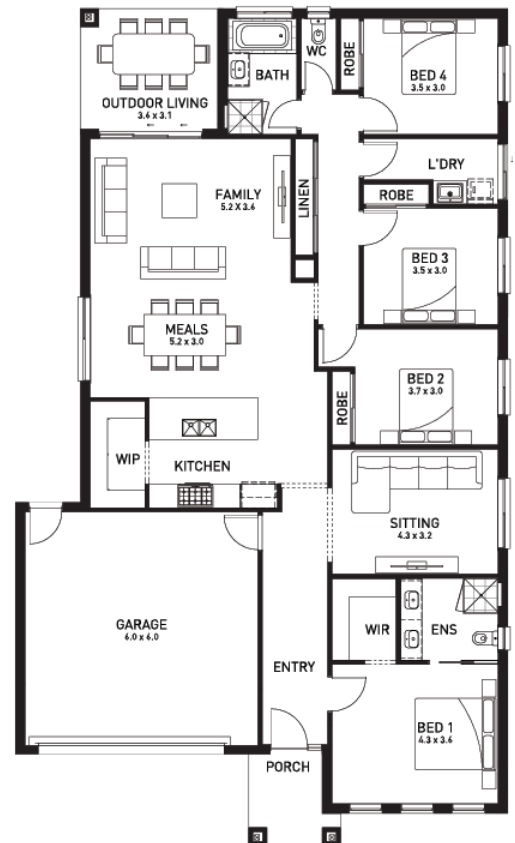 WC
ROBE
BED 4
3.5 x 3.0
BATH
OUTDOOR LIVING
3.6 x 3.1
L'DRY
FAMILY
5.2 X 3.6
LINEN
ROBE
BED 3
3.5 x 3.0
MEALS
5.2 x 3.0
BED 2
3.7 x 3.0
ROBE
WIP
KITCHEN
SITTING
4.3 x 3.2
GARAGE
6.0 x 6.0
WIR
ENS
ENTRY
BED 1
4.3 x 3.6
PORCH